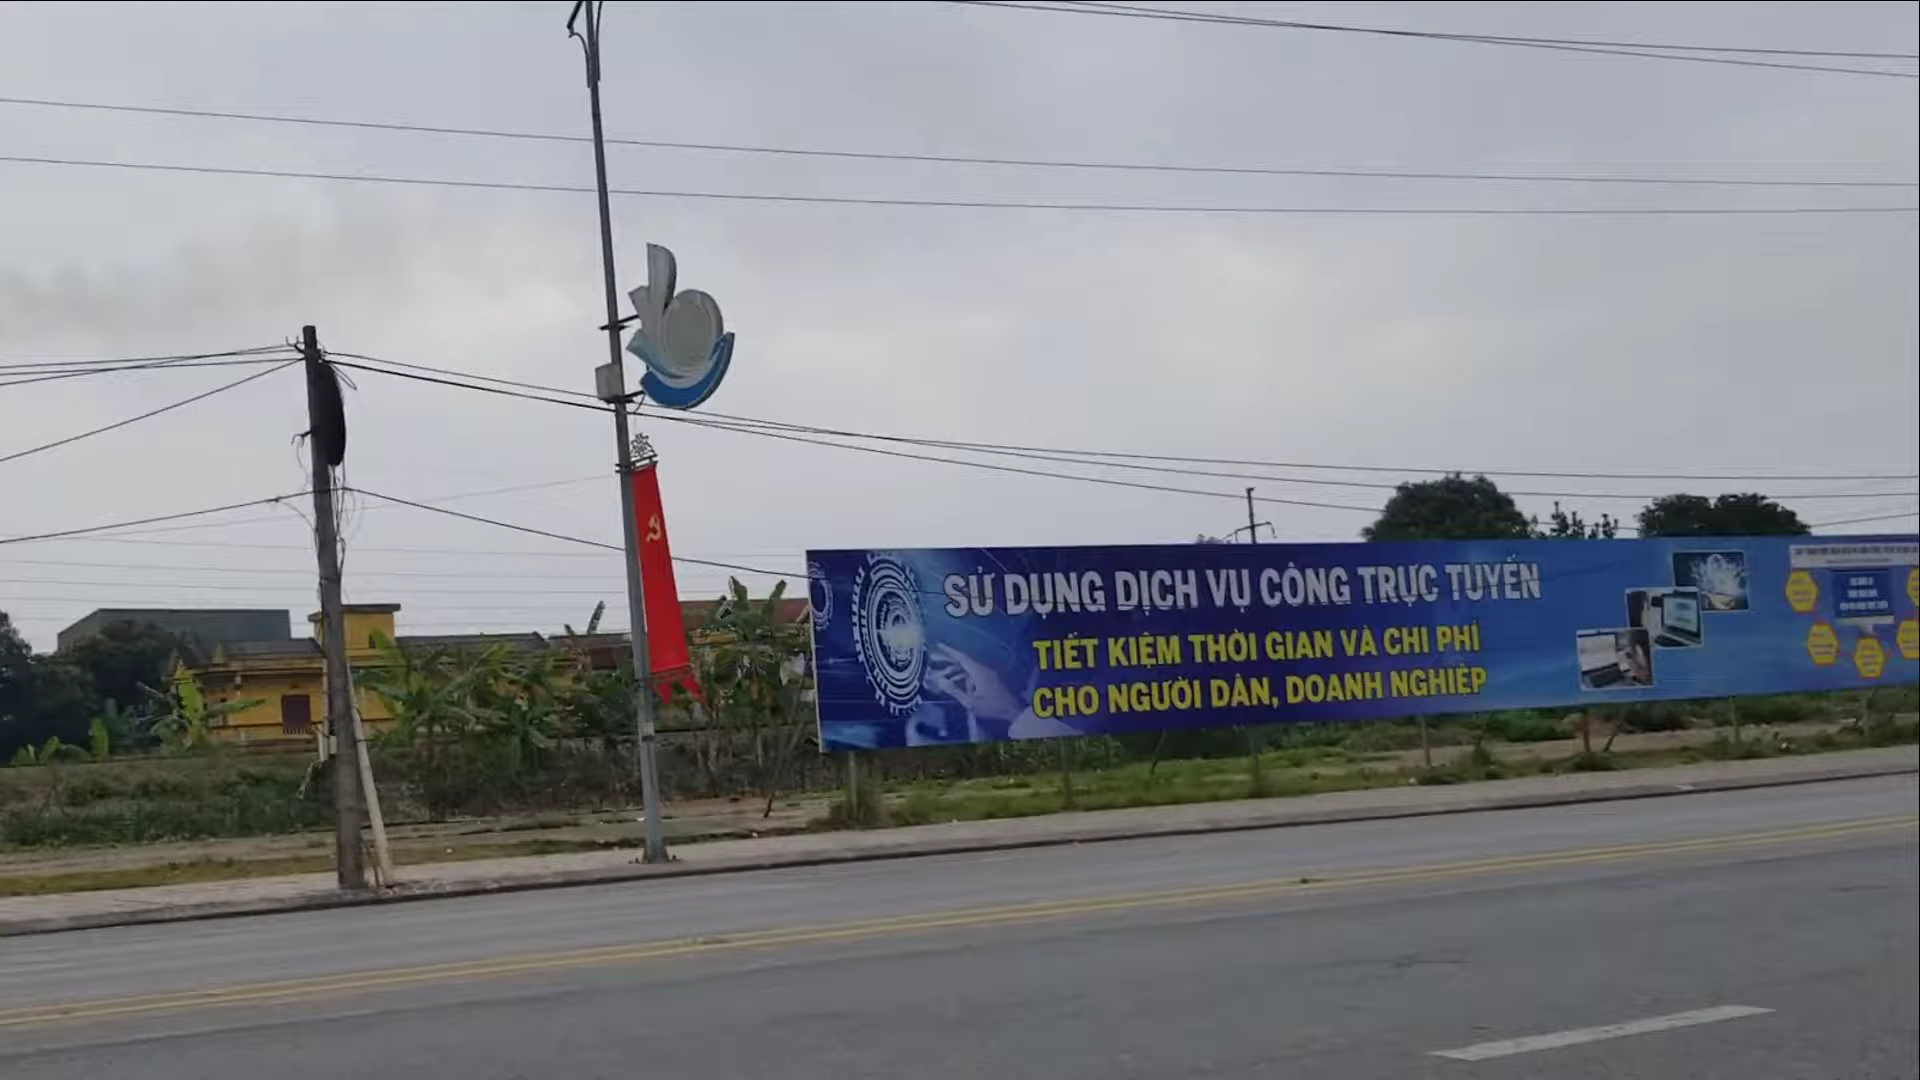 SỬ DỤNG DỊCH VỤ CÔNG TRỰC TUYẾN
TIẾT KIỆM THỜI GIAN VÀ CHI PHÍ
CHO NGƯỜI DÂN, DOANH NGHIỆP